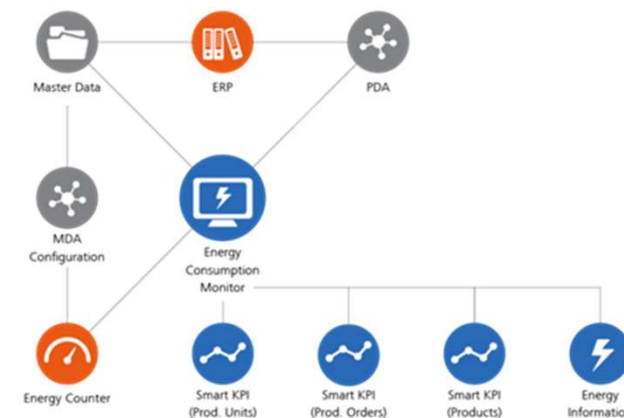 Master Data
ERP
PDA
MDA
Configuration
Energy
Consumption
Monitor
Energy Counter
Smart KPI
(Prod. Units)
Smart KPI
(Prod. Orders)
Smart KPI
(Products)
Energy